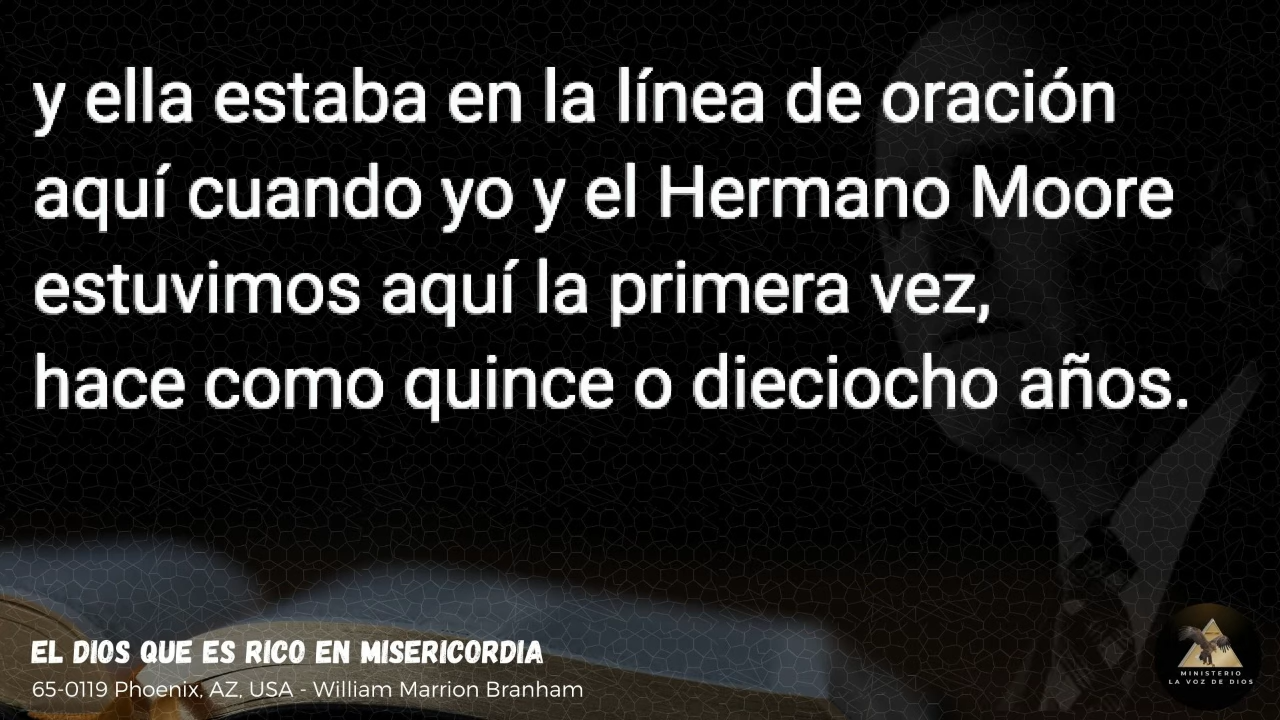 y ella estaba en la línea de oración
aquí cuando yo y el Hermano Moore
estuvimos aquí la primera vez,
hace como quince o dieciocho años.
EL DIOS QUE ES RICO EN MISERICORDIA
65-0119 Phoenix, AZ, USA - William Marrion Branham
MINISTERIO
LA VOZ DE DIOS